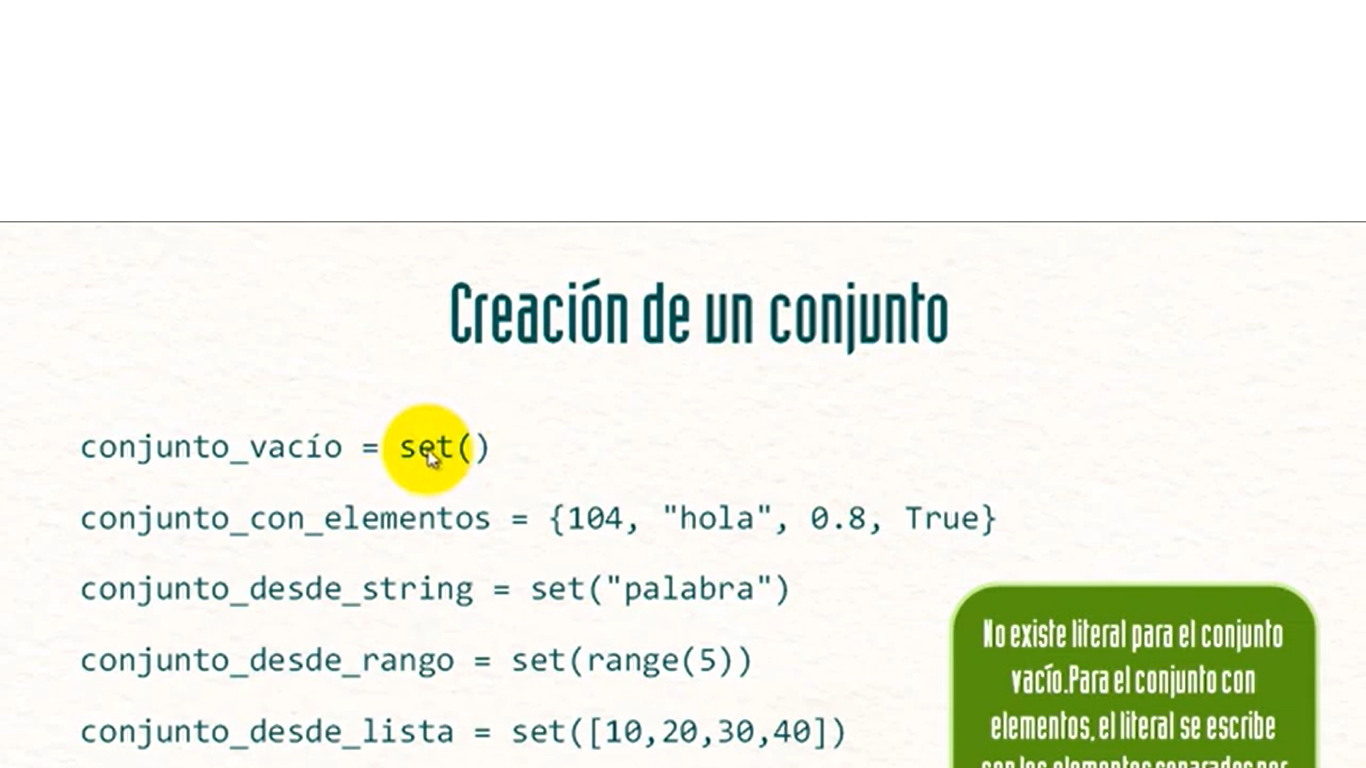 Creación de un conjunto
conjunto_vacío = set()
conjunto_con_elementos = {104, "hola", 0.8, True}
conjunto_desde_string = set("palabra")
conjunto_desde_rango = set(range(5))
conjunto_desde_lista = set([10,20,30,40])
No existe literal para el conjunto
vacío.Para el conjunto con
elementos, el literal se escribe